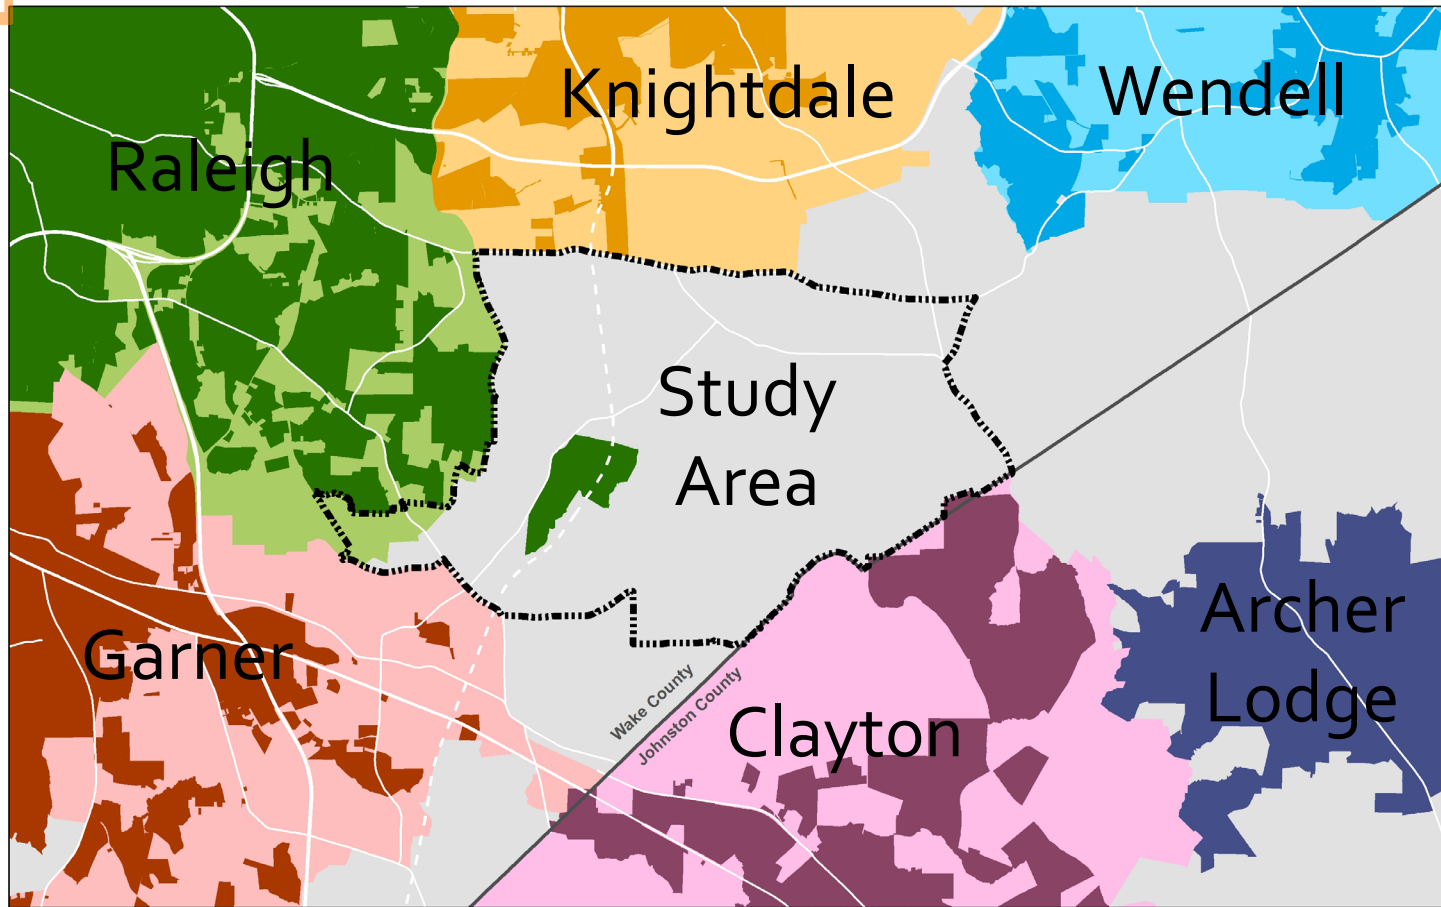 Knightdale
Wendell
Raleigh
Study
Area
Archer
Lodge
Garner
Wake County
Johnston County
Clayton